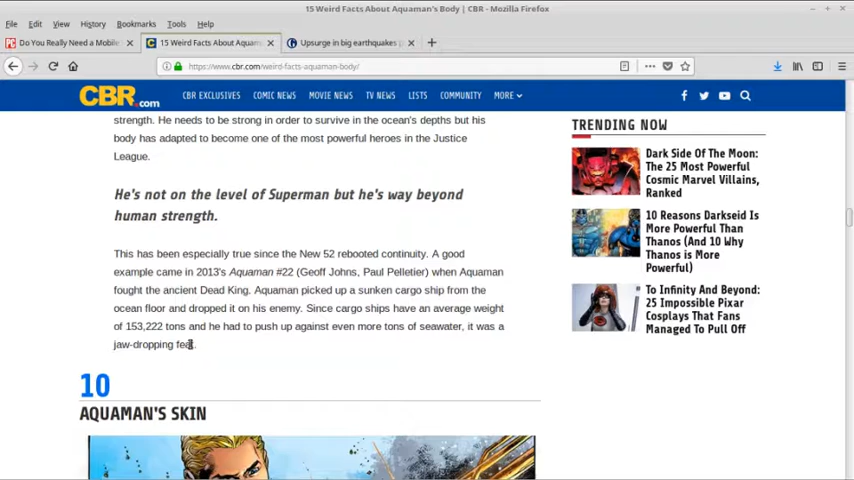 15 Weird Facts About Aquaman's Body | CBR - Mozilla Firefox
File Edit View History Bookmarks Tools Help
Do You Really Need a Mobile
15 Weird Facts About Aquaman
Upsurge in big earthquakes
https://www.cbr.com/weird-facts-aquaman-body/
CBR.com
CBR EXCLUSIVES COMIC NEWS MOVIE NEWS TV NEWS LISTS COMMUNITY MORE
strength. He needs to be strong in order to survive in the ocean's depths but his
body has adapted to become one of the most powerful heroes in the Justice
League.
He's not on the level of Superman but he's way beyond
human strength.
This has been especially true since the New 52 rebooted continuity. A good
example came in 2013's Aquaman #22 (Geoff Johns, Paul Pelletier) when Aquaman
fought the ancient Dead King. Aquaman picked up a sunken cargo ship from the
ocean floor and dropped it on his enemy. Since cargo ships have an average weight
of 153,222 tons and he had to push up against even more tons of seawater, it was a
jaw-dropping feat.
10
AQUAMAN'S SKIN
TRENDING NOW
Dark Side Of The Moon:
The 25 Most Powerful
Cosmic Marvel Villains,
Ranked
10 Reasons Darkseid Is
More Powerful Than
Thanos (And 10 Why
Thanos is More
Powerful)
To Infinity And Beyond:
25 Impossible Pixar
Cosplays That Fans
Managed To Pull Off